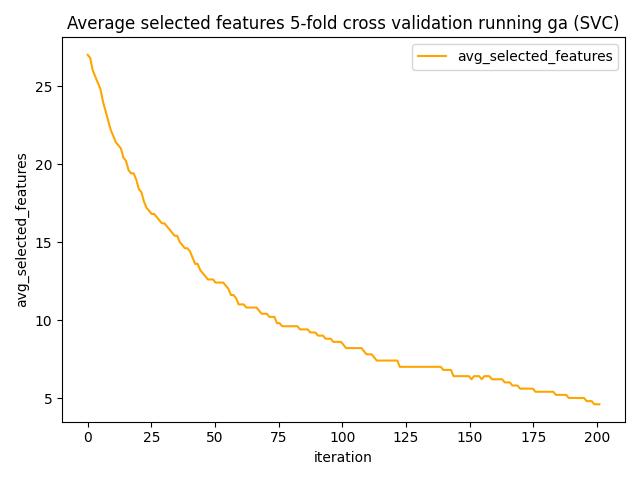 Average selected features 5-fold cross validation running ga (SVC)
avg_selected_features
avg_selected_features
25
20
15
10
5
0 25 50 75 100 125 150 175 200
iteration